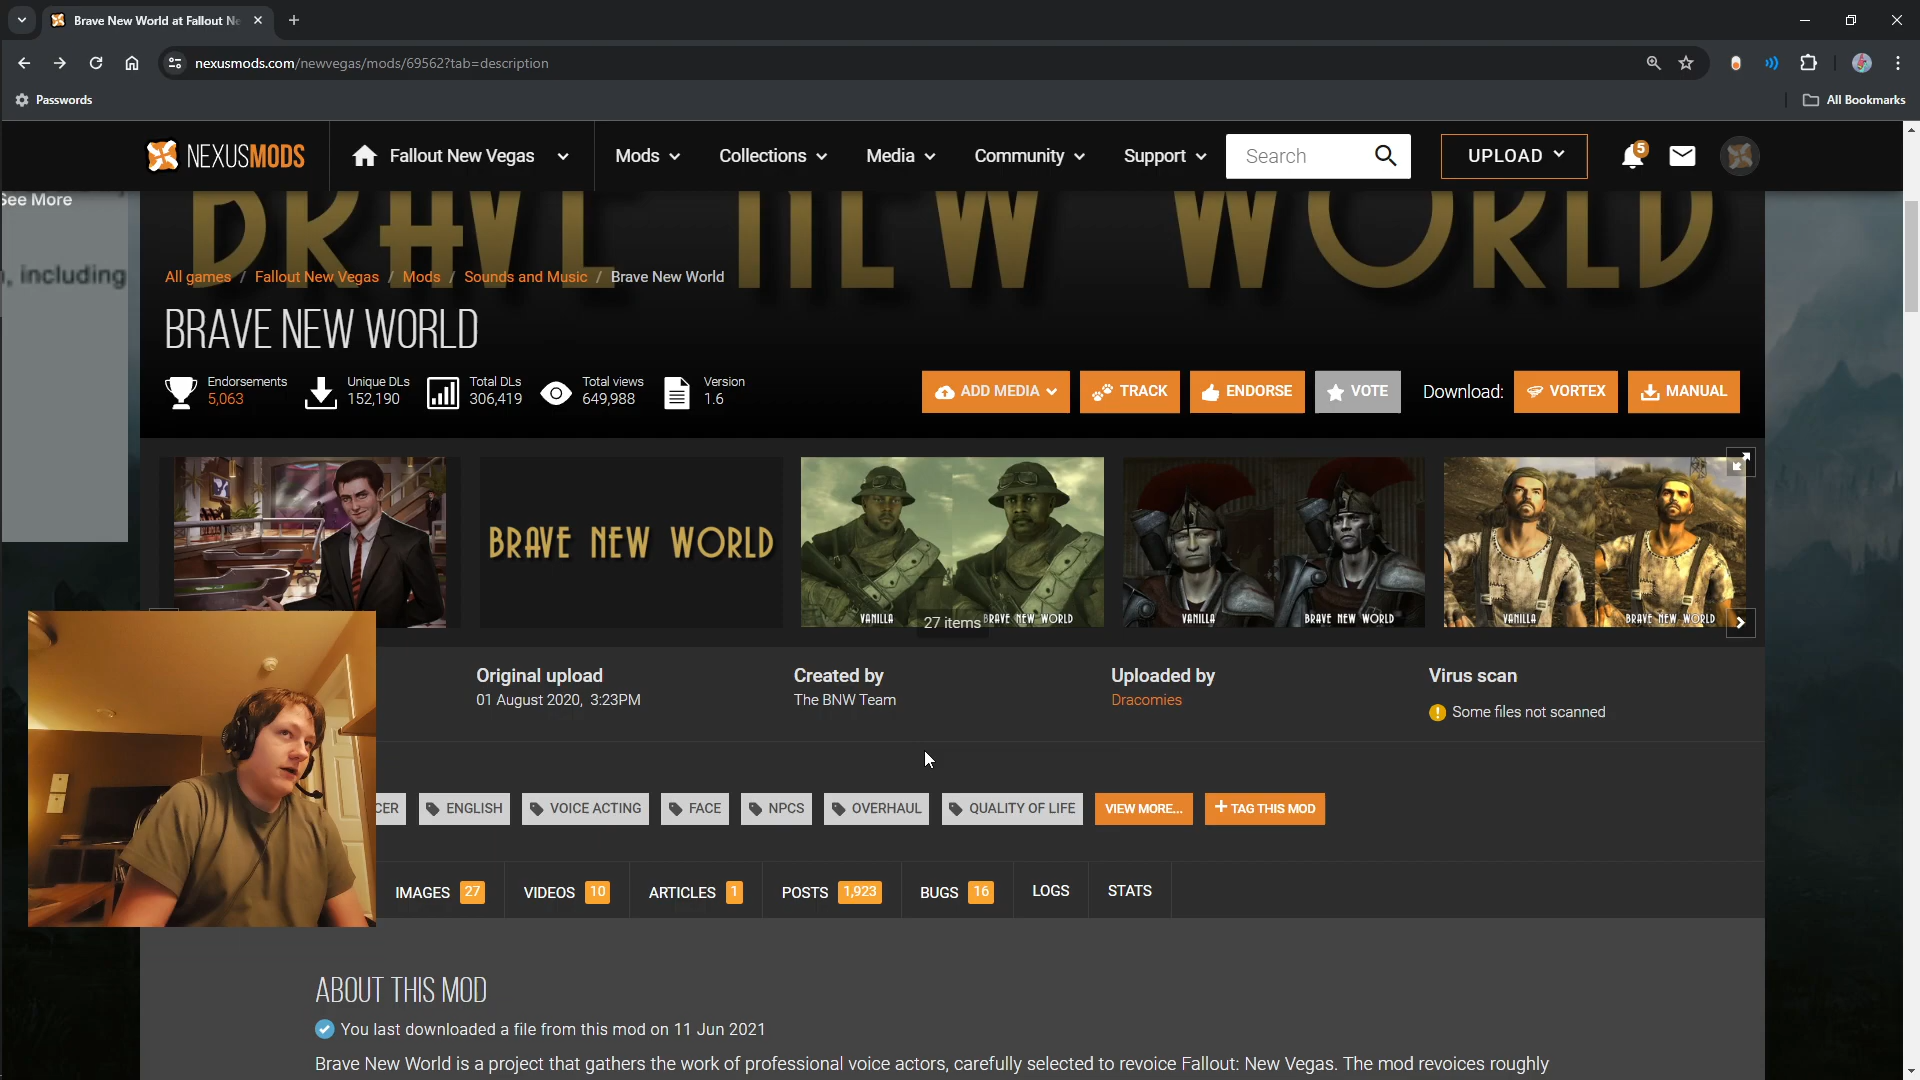 Brave New World at Fallout Ne
nexusmods.com/newvegas/mods/69562?tab=description
Passwords
All Bookmarks
NEXUSMODS
Fallout New Vegas
Mods
Collections
Media
Community
Support
Search
UPLOAD
5
See More
, including
BRAVE NEW WORLD
All games / Fallout New Vegas / Mods / Sounds and Music / Brave New World
BRAVE NEW WORLD
Endorsements
5,063
Unique DLs
152,190
Total DLs
306,419
Total views
649,988
Version
1.6
ADD MEDIA
TRACK
ENDORSE
VOTE
Download:
VORTEX
MANUAL
BRAVE NEW WORLD
VANILLA
BRAVE NEW WORLD
27 items
VANILLA
BRAVE NEW WORLD
VANILLA
BRAVE NEW WORLD
Original upload
01 August 2020, 3:23PM
Created by
The BNW Team
Uploaded by
Dracomies
Virus scan
Some files not scanned
CER
ENGLISH
VOICE ACTING
FACE
NPCS
OVERHAUL
QUALITY OF LIFE
VIEW MORE...
+ TAG THIS MOD
IMAGES 27
VIDEOS 10
ARTICLES 1
POSTS 1,923
BUGS 16
LOGS
STATS
ABOUT THIS MOD
You last downloaded a file from this mod on 11 Jun 2021
Brave New World is a project that gathers the work of professional voice actors, carefully selected to revoice Fallout: New Vegas. The mod revoices roughly